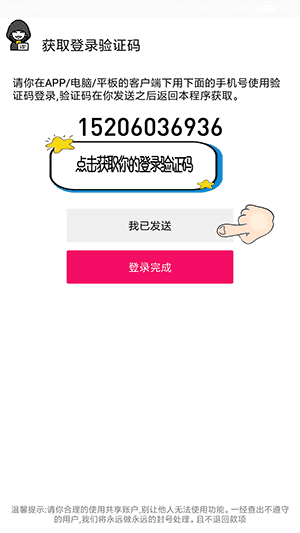 获取登录验证码
请你在APP/电脑/平板的客户端下用下面的手机号使用验
证码登录,验证码在你发送之后返回本程序获取。
15206036936
点击获取你的登录验证码
我已发送
登录完成
温馨提示:请你合理的使用共享账户,别让他人无法使用功能。一经查出不遵守
的用户,我们将永远做永远的封号处理。且不退回款项